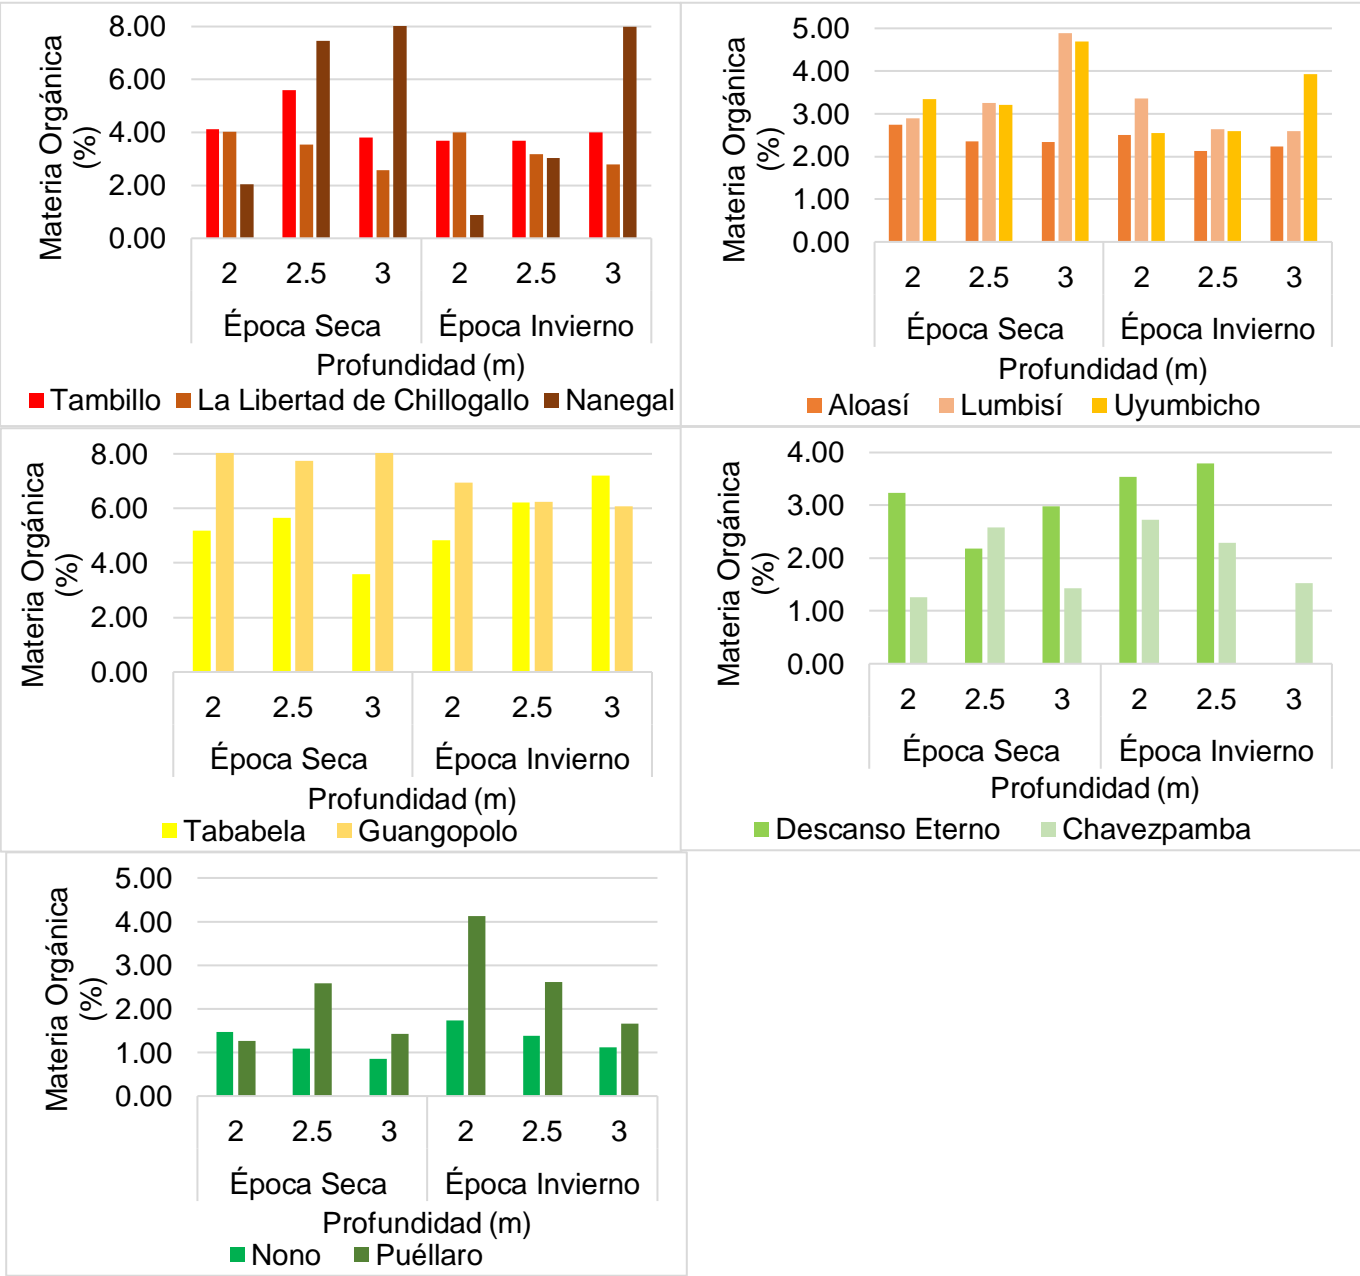 Materia Orgánica
(%)
8.00
6.00
4.00
2.00
0.00
2 2.5 3 2 2.5 3
Época Seca Época Invierno
Profundidad (m)
Tambillo La Libertad de Chillogallo Nanegal
Materia Orgánica
(%)
5.00
4.00
3.00
2.00
1.00
0.00
2 2.5 3 2 2.5 3
Época Seca Época Invierno
Profundidad (m)
Aloasí Lumbisí Uyumbicho
Materia Orgánica
(%)
8.00
6.00
4.00
2.00
0.00
2 2.5 3 2 2.5 3
Época Seca Época Invierno
Profundidad (m)
Tababela Guangopolo
Materia Orgánica
(%)
4.00
3.00
2.00
1.00
0.00
2 2.5 3 2 2.5 3
Época Seca Época Invierno
Profundidad (m)
Descanso Eterno Chavezpamba
Materia Orgánica
(%)
5.00
4.00
3.00
2.00
1.00
0.00
2 2.5 3 2 2.5 3
Época Seca Época Invierno
Profundidad (m)
Nono Puéllaro